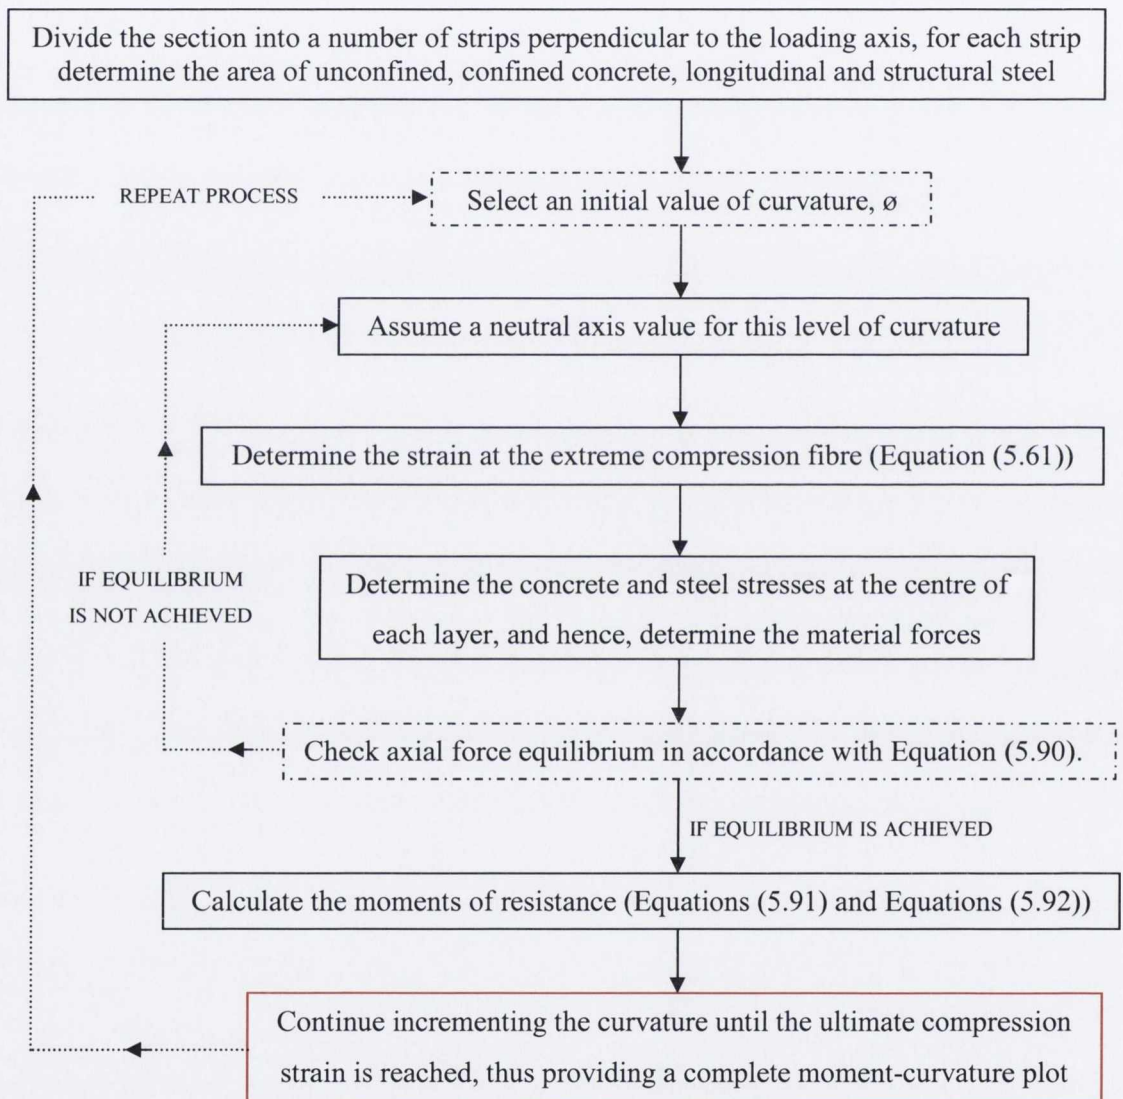 Divide the section into a number of strips perpendicular to the loading axis, for each strip
determine the area of unconfined, confined concrete, longitudinal and structural steel
REPEAT PROCESS
Select an initial value of curvature, ø
Assume a neutral axis value for this level of curvature
Determine the strain at the extreme compression fibre (Equation (5.61))
IF EQUILIBRIUM
IS NOT ACHIEVED
Determine the concrete and steel stresses at the centre of
each layer, and hence, determine the material forces
Check axial force equilibrium in accordance with Equation (5.90).
IF EQUILIBRIUM IS ACHIEVED
Calculate the moments of resistance (Equations (5.91) and Equations (5.92))
Continue incrementing the curvature until the ultimate compression
strain is reached, thus providing a complete moment-curvature plot